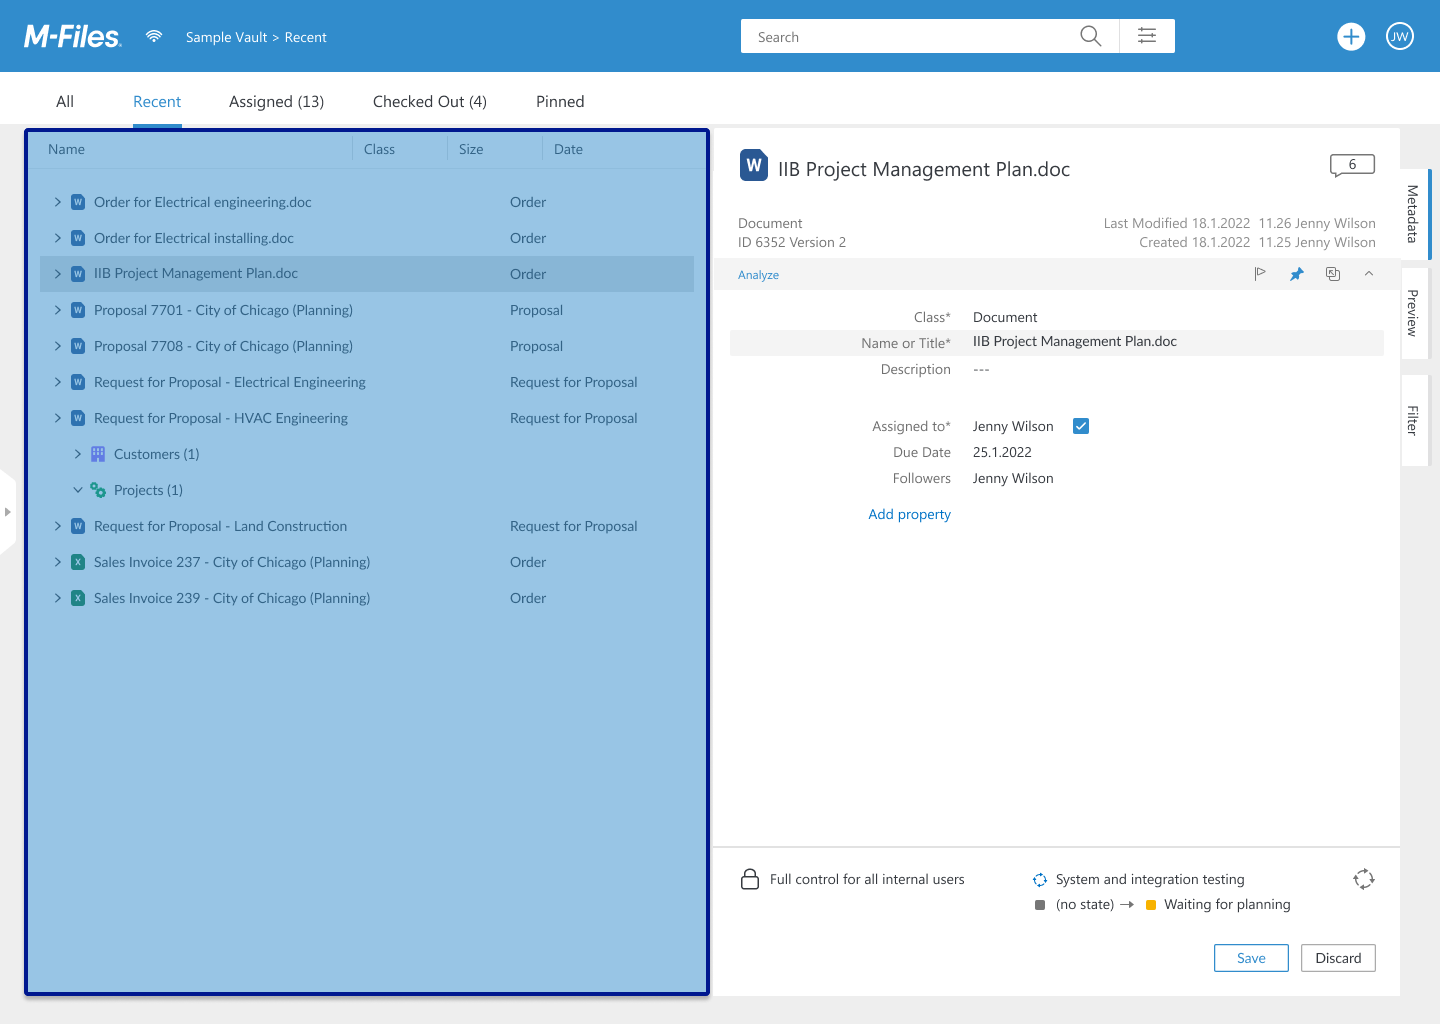 M-Files
Sample Vault > Recent
Search
JW
All
Recent
Assigned (13)
Checked Out (4)
Pinned
Name
Class
Size
Date
Order for Electrical engineering.doc
Order
Order for Electrical installing.doc
Order
IIB Project Management Plan.doc
Order
Proposal 7701 - City of Chicago (Planning)
Proposal
Proposal 7708 - City of Chicago (Planning)
Proposal
Request for Proposal - Electrical Engineering
Request for Proposal
Request for Proposal - HVAC Engineering
Request for Proposal
Customers (1)
Projects (1)
Request for Proposal - Land Construction
Request for Proposal
Sales Invoice 237 - City of Chicago (Planning)
Order
Sales Invoice 239 - City of Chicago (Planning)
Order
W
IIB Project Management Plan.doc
6
Document
Last Modified 18.1.2022 11.26 Jenny Wilson
ID 6352 Version 2
Created 18.1.2022 11.25 Jenny Wilson
Analyze
Class*
Document
Name or Title*
IIB Project Management Plan.doc
Description
---
Assigned to*
Jenny Wilson
Due Date
25.1.2022
Followers
Jenny Wilson
Add property
Full control for all internal users
System and integration testing
(no state) → Waiting for planning
Save
Discard
Metadata
Preview
Filter